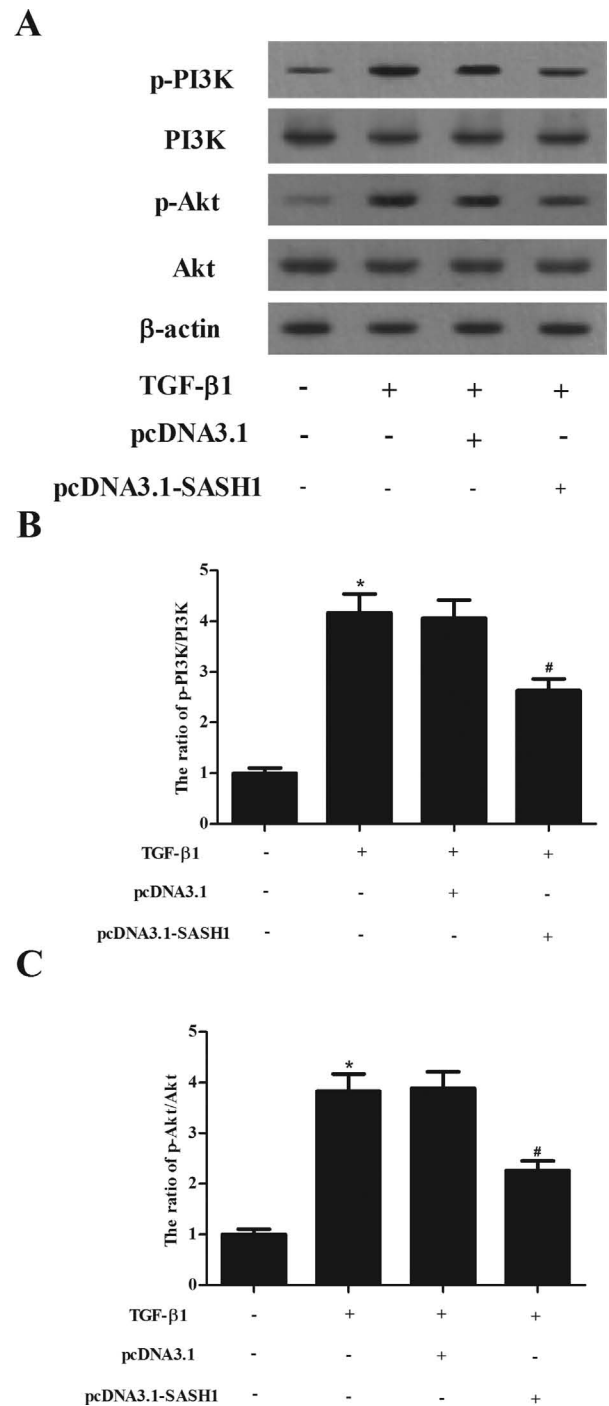 A
p-PI3K
PI3K
p-Akt
Akt
β-actin
TGF-β1 - + + +
pcDNA3.1 - - + -
pcDNA3.1-SASH1 - - - +
B
The ratio of p-PI3K/PI3K
5
4
3
2
1
0
*
#
TGF-β1 - + + +
pcDNA3.1 - - + -
pcDNA3.1-SASH1 - - - +
C
The ratio of p-Akt/Akt
5
4
3
2
1
0
*
#
TGF-β1 - + + +
pcDNA3.1 - - + -
pcDNA3.1-SASH1 - - - +